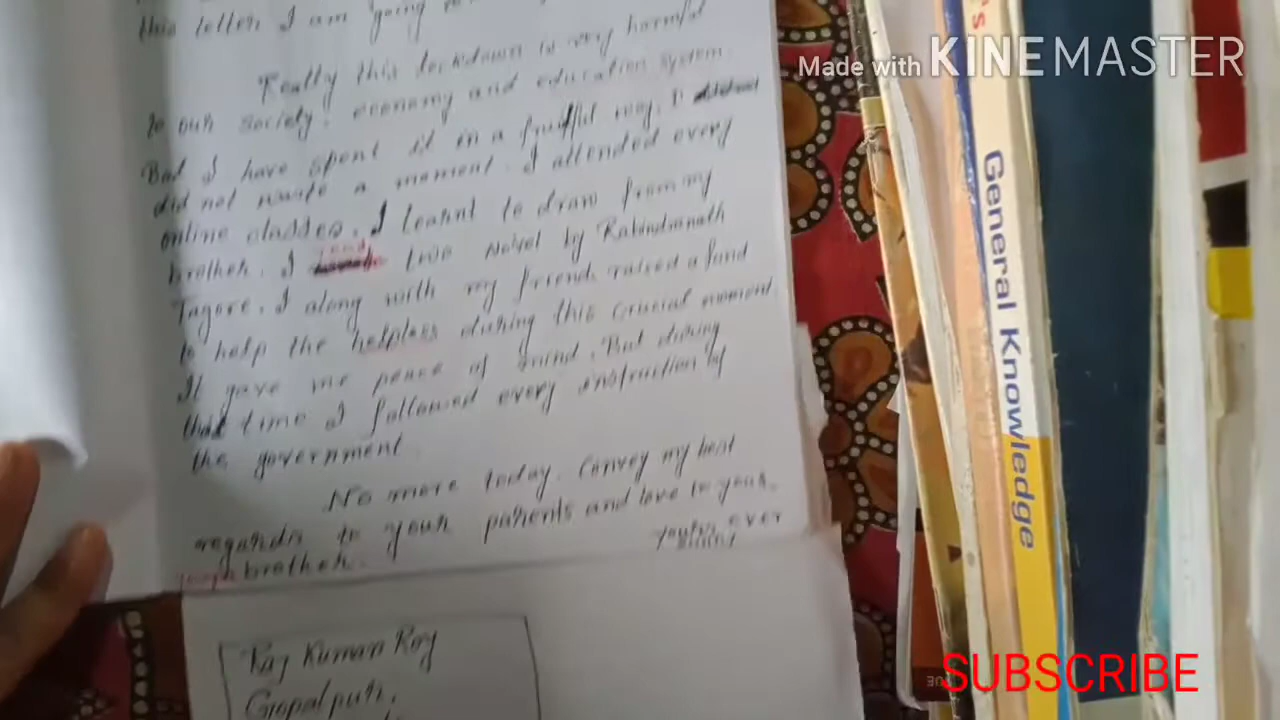 this letter I am going
Really this lockdown is very harmful
to our society, economy and education system.
But I have spent it in a fruitful way. I
did not waste a moment. I attended every
online classes. I learnt to draw from my
brother. I read two novel by Rabindranath
Tagore. I along with my friends raised a fund
to help the helpless during this crucial moment
It gave me peace of mind. But during
that time I followed every instruction of
the government.
No more today. Convey my best
regards to your parents and love to your
brother.
yours ever
Raj Kumar Roy
Gopalpur,
General Knowledge
Made with KINEMASTER
SUBSCRIBE